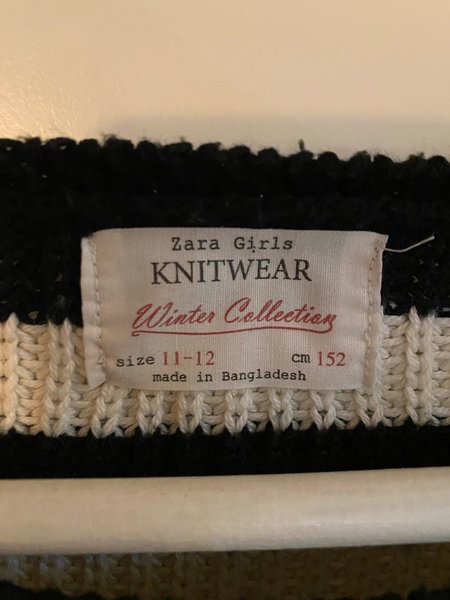 Zara Girls
KNITWEAR
Winter Collection
size 11-12 cm 152
made in Bangladesh